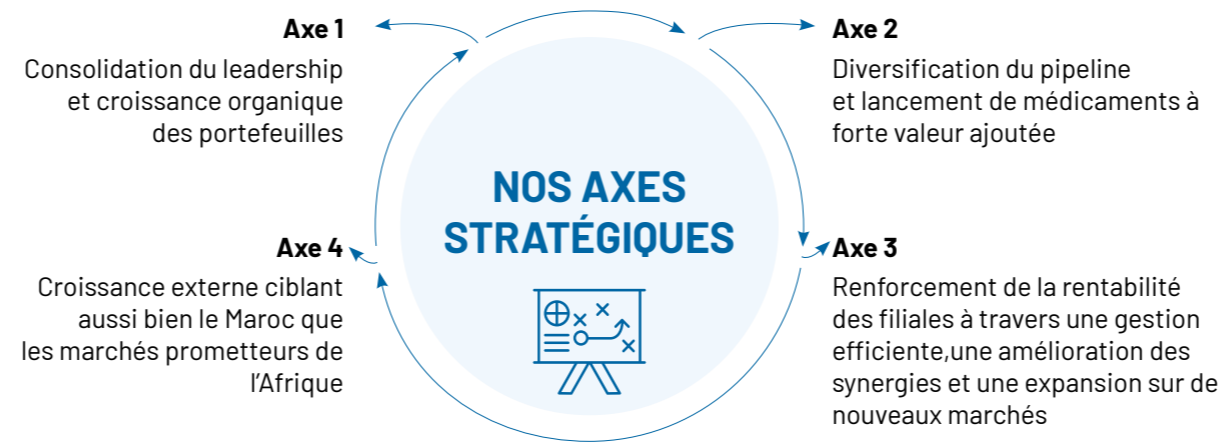 Axe 1
Consolidation du leadership
et croissance organique
des portefeuilles
Axe 2
Diversification du pipeline
et lancement de médicaments à
forte valeur ajoutée
NOS AXES
STRATÉGIQUES
Axe 3
Renforcement de la rentabilité
des filiales à travers une gestion
efficiente,une amélioration des
synergies et une expansion sur de
nouveaux marchés
Axe 4
Croissance externe ciblant
aussi bien le Maroc que
les marchés prometteurs de
l’Afrique